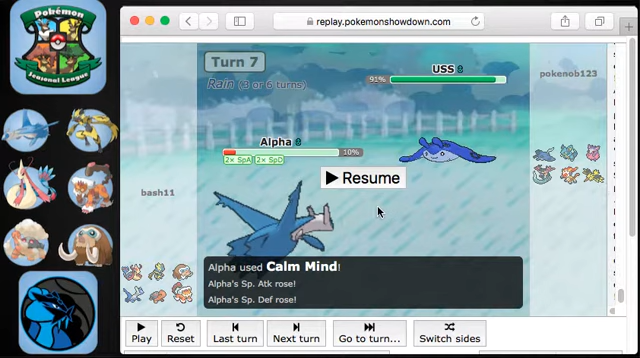 Pokémon
Seasonal League
replay.pokemonshowdown.com
Turn 7
Rain (3 or 6 turns)
USS
91%
pokenob123
Alpha
10%
2× SpA 2× SpD
Resume
bash11
Alpha used Calm Mind!
Alpha's Sp. Atk rose!
Alpha's Sp. Def rose!
Play
Reset
Last turn
Next turn
Go to turn...
Switch sides